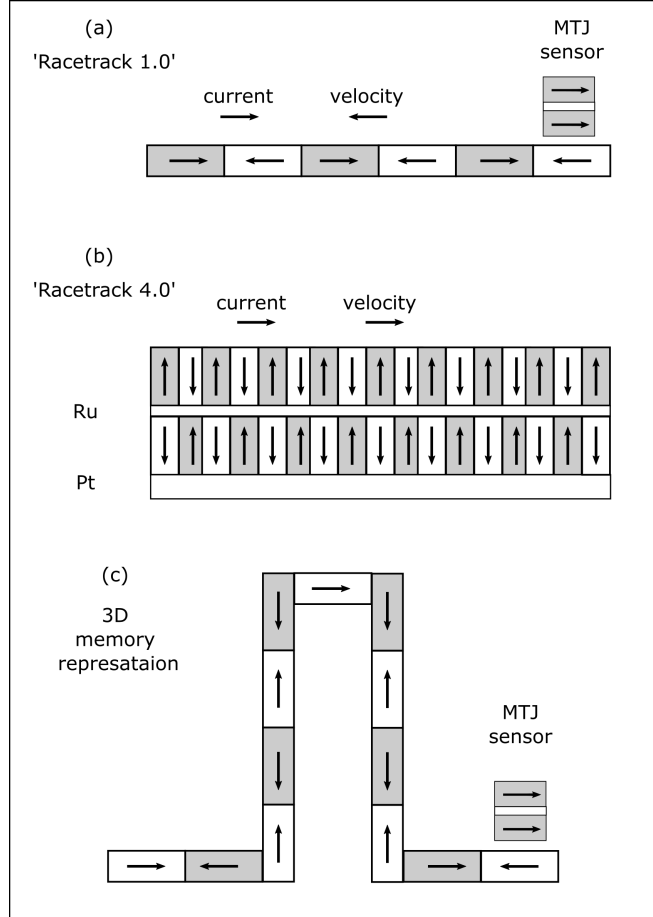 (a)
'Racetrack 1.0'
MTJ
sensor
current
velocity
(b)
'Racetrack 4.0'
current
velocity
Ru
Pt
(c)
3D
memory
represataion
MTJ
sensor